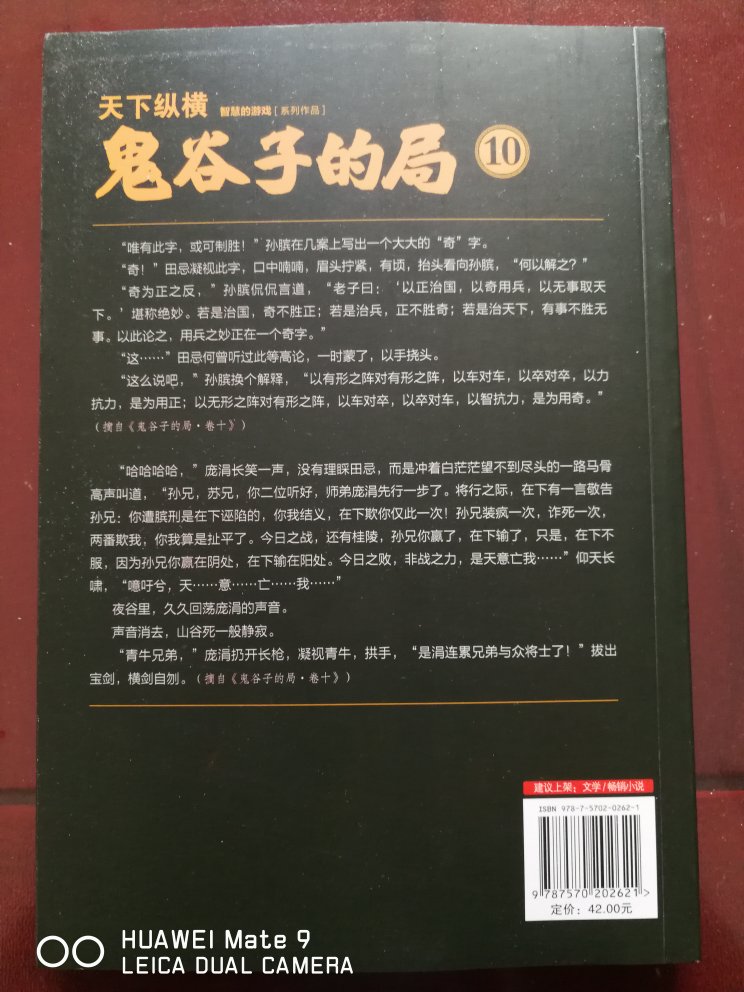 天下纵横 智慧的游戏 [ 系列作品 ]
鬼谷子的局 10
“唯有此字，或可制胜！”孙膑在几案上写出一个大大的“奇”字。
“奇！”田忌凝视此字，口中喃喃，眉头拧紧，有顷，抬头看向孙膑，“何以解之？”
“奇为正之反，”孙膑侃侃言道，“老子曰：‘以正治国，以奇用兵，以无事取天
下。’堪称绝妙。若是治国，奇不胜正；若是治兵，正不胜奇；若是治天下，有事不胜无
事。以此论之，用兵之妙正在一个奇字。”
“这……”田忌何曾听过此等高论，一时蒙了，以手挠头。
“这么说吧，”孙膑换个解释，“以有形之阵对有形之阵，以车对车，以卒对卒，以力
抗力，是为用正；以无形之阵对有形之阵，以车对卒，以卒对车，以智抗力，是为用奇。”
（摘自《鬼谷子的局·卷十》）
“哈哈哈哈，”庞涓长笑一声，没有理睬田忌，而是冲着白茫茫望不到尽头的一路马骨
高声叫道，“孙兄，苏兄，你二位听好，师弟庞涓先行一步了。将行之际，在下有一言敬告
孙兄：你遭膑刑是在下诬陷的，你我结义，在下欺你仅此一次！孙兄装疯一次，诈死一次，
两番欺我，你我算是扯平了。今日之战，还有桂陵，孙兄你赢了，在下输了，只是，在下不
服，因为孙兄你赢在阴处，在下输在阳处。今日之败，非战之力，是天意亡我……”仰天长
啸，“噫吁兮，天……意……亡……我……”
夜谷里，久久回荡庞涓的声音。
声音消去，山谷死一般静寂。
“青牛兄弟，”庞涓扔开长枪，凝视青牛，拱手，“是涓连累兄弟与众将士了！”拔出
宝剑，横剑自刎。（摘自《鬼谷子的局·卷十》）
建议上架：文学/畅销小说
ISBN 978-7-5702-0262-1
9 787570 202621 >
定价：42.00元
HUAWEI Mate 9
LEICA DUAL CAMERA